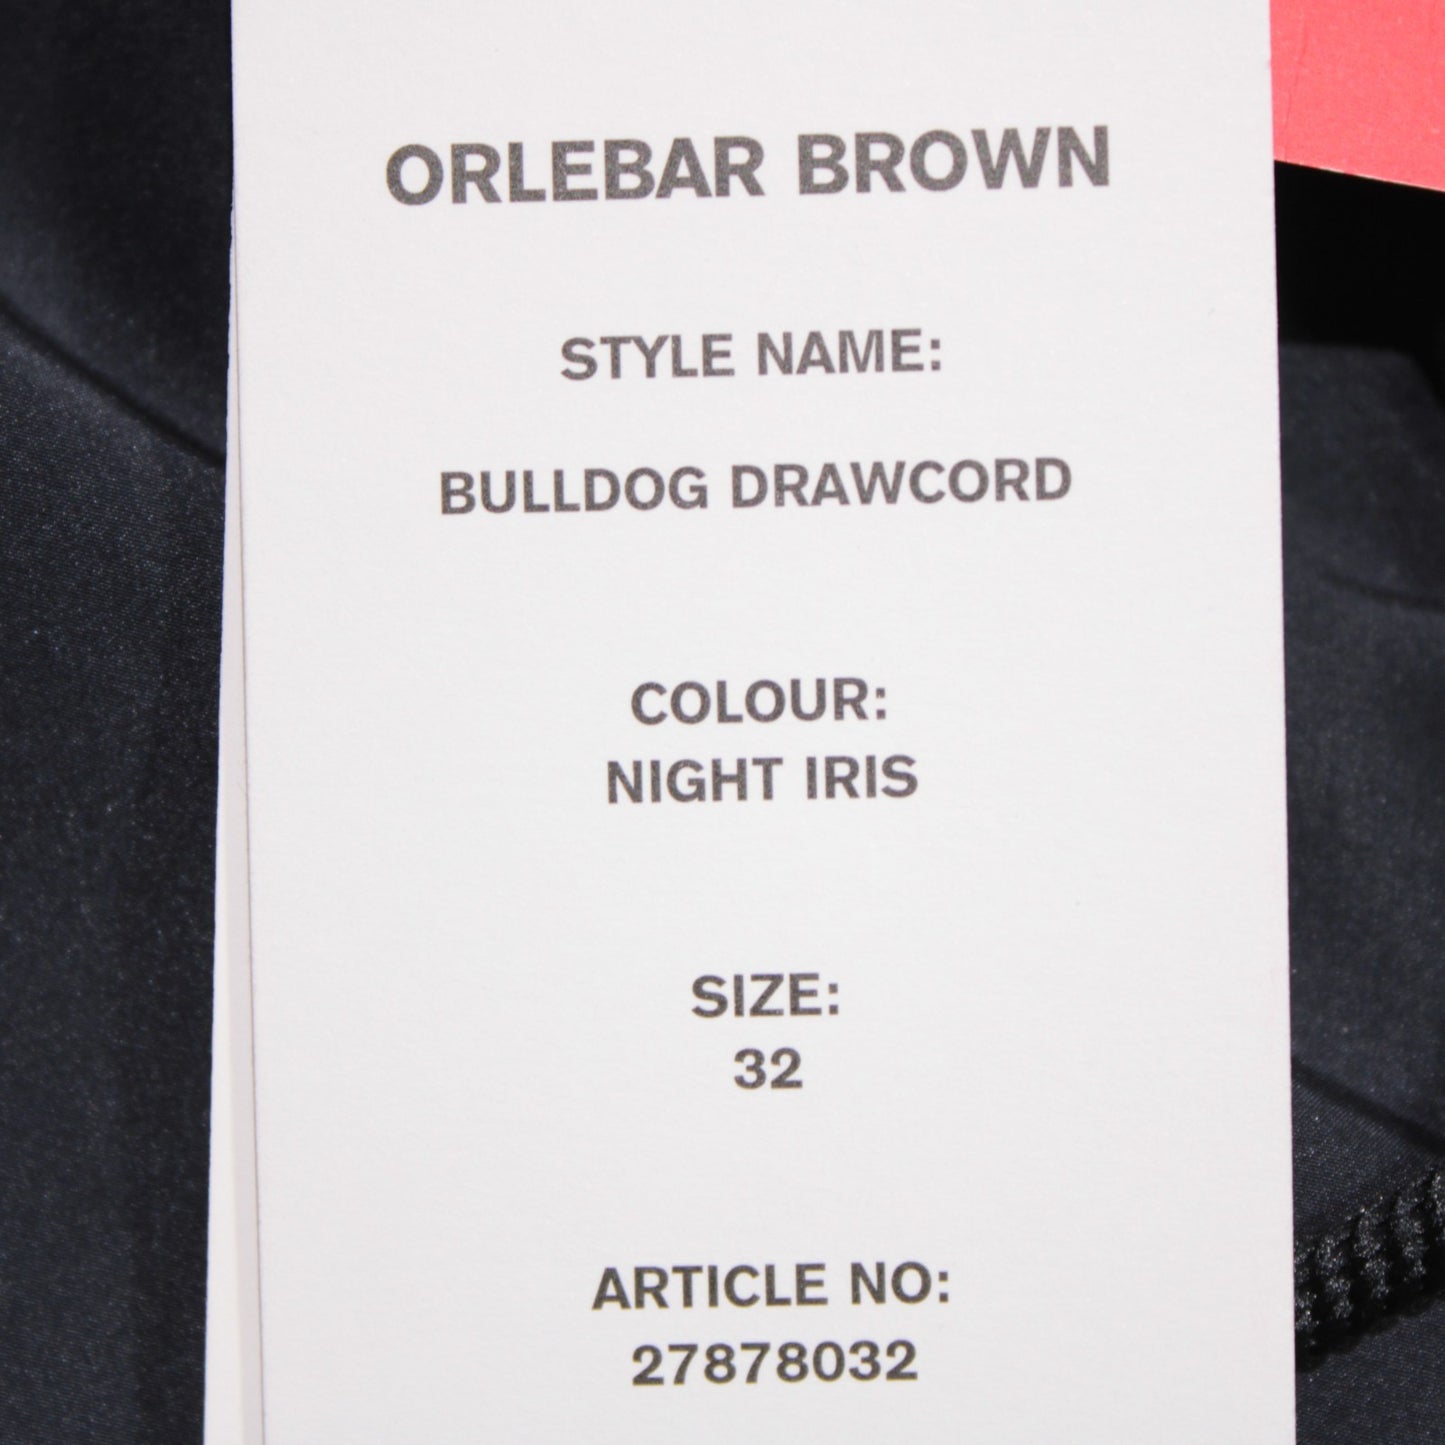 ORLEBAR BROWN
STYLE NAME:
BULLDOG DRAWCORD
COLOUR:
NIGHT IRIS
SIZE:
32
ARTICLE NO:
27878032